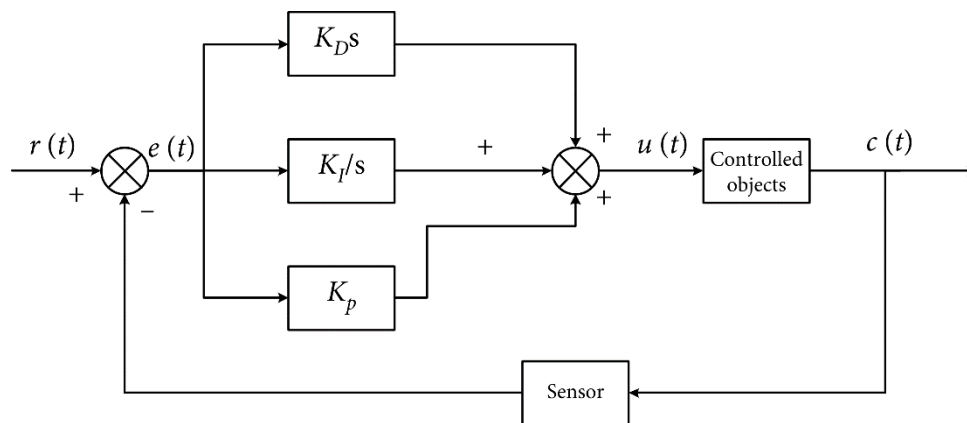 K_D s
+
r (t)
e (t)
+
−
K_I/s
+
u (t)
Controlled
objects
c (t)
+
K_p
Sensor